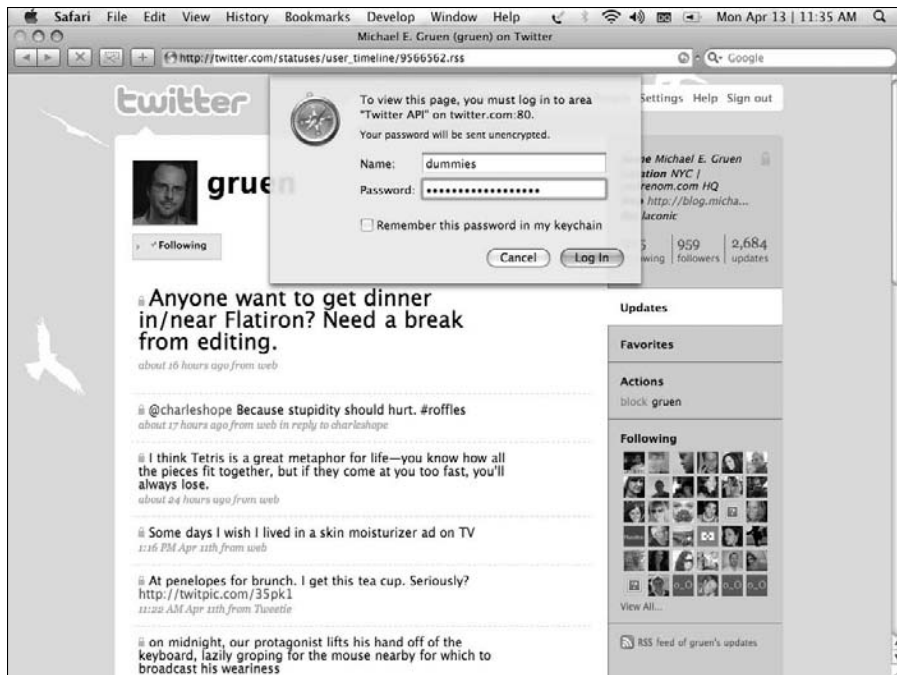 Safari File Edit View History Bookmarks Develop Window Help Mon Apr 13 | 11:35 AM
Michael E. Gruen (gruen) on Twitter
http://twitter.com/statuses/user_timeline/9566562.rss
Google
twitter
Settings Help Sign out
To view this page, you must log in to area
"Twitter API" on twitter.com:80.
Your password will be sent unencrypted.
Name: dummies
Password: ••••••••••••••••••
Remember this password in my keychain
Cancel Log In
gruen
Following
Michael E. Gruen
NYC |
HQ
http://blog.micha...
laconic
959 2,684
followers updates
Anyone want to get dinner
in/near Flatiron? Need a break
from editing.
about 16 hours ago from web
@charleshope Because stupidity should hurt. #roffles
about 17 hours ago from web in reply to charleshope
I think Tetris is a great metaphor for life—you know how all
the pieces fit together, but if they come at you too fast, you'll
always lose.
about 24 hours ago from web
Some days I wish I lived in a skin moisturizer ad on TV
1:16 PM Apr 11th from web
At penelopes for brunch. I get this tea cup. Seriously?
http://twitpic.com/35pk1
11:22 AM Apr 11th from Tweetie
on midnight, our protagonist lifts his hand off of the
keyboard, lazily groping for the mouse nearby for which to
broadcast his weariness
Updates
Favorites
Actions
block gruen
Following
o_O o_O o_O
View All...
RSS feed of gruen's updates